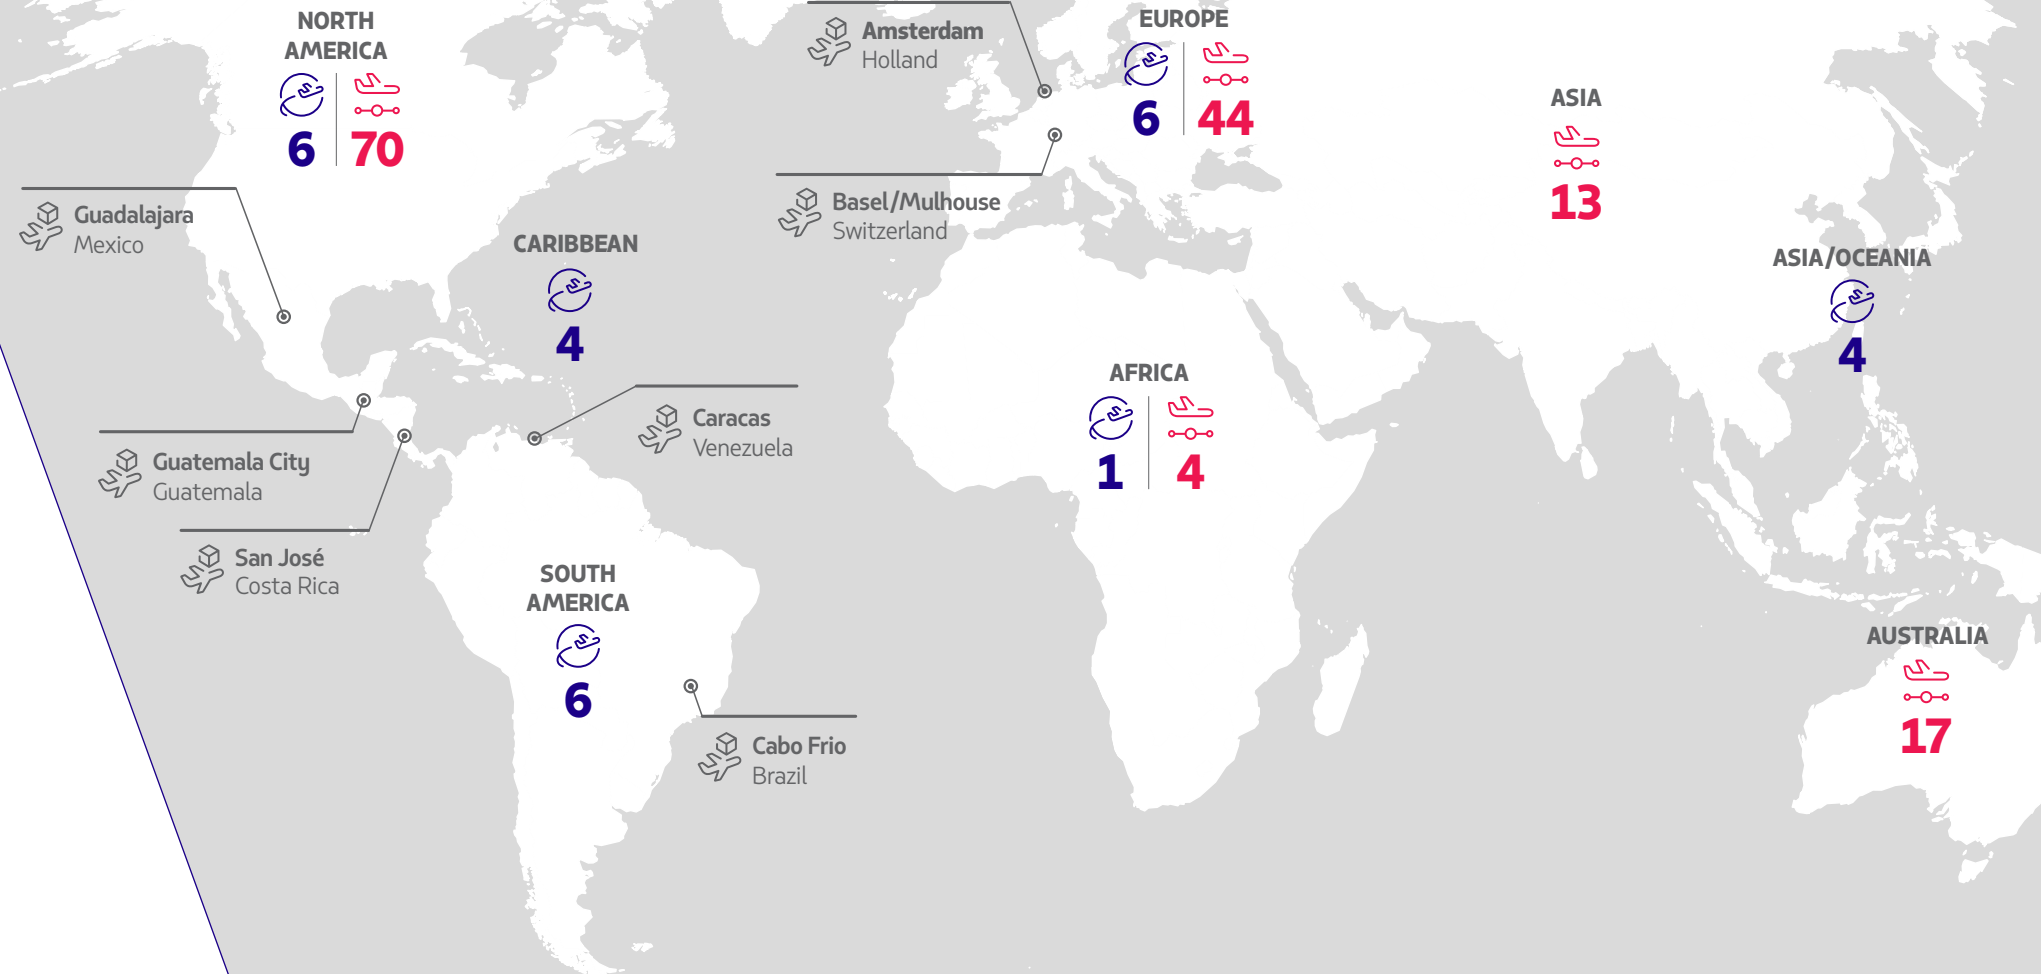 NORTH
AMERICA
6
70
Amsterdam
Holland
EUROPE
6
44
ASIA
13
Guadalajara
Mexico
CARIBBEAN
4
Basel/Mulhouse
Switzerland
ASIA/OCEANIA
4
AFRICA
1
4
Caracas
Venezuela
Guatemala City
Guatemala
San José
Costa Rica
SOUTH
AMERICA
6
Cabo Frio
Brazil
AUSTRALIA
17